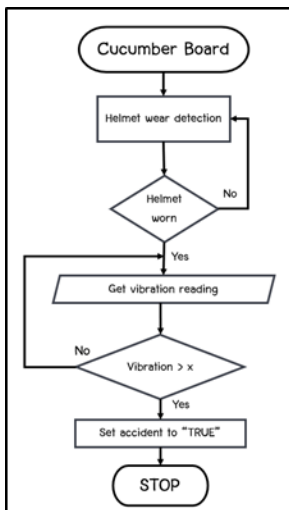 Cucumber Board
Helmet wear detection
Helmet
worn
No
Yes
Get vibration reading
No
Vibration > x
Yes
Set accident to "TRUE"
STOP